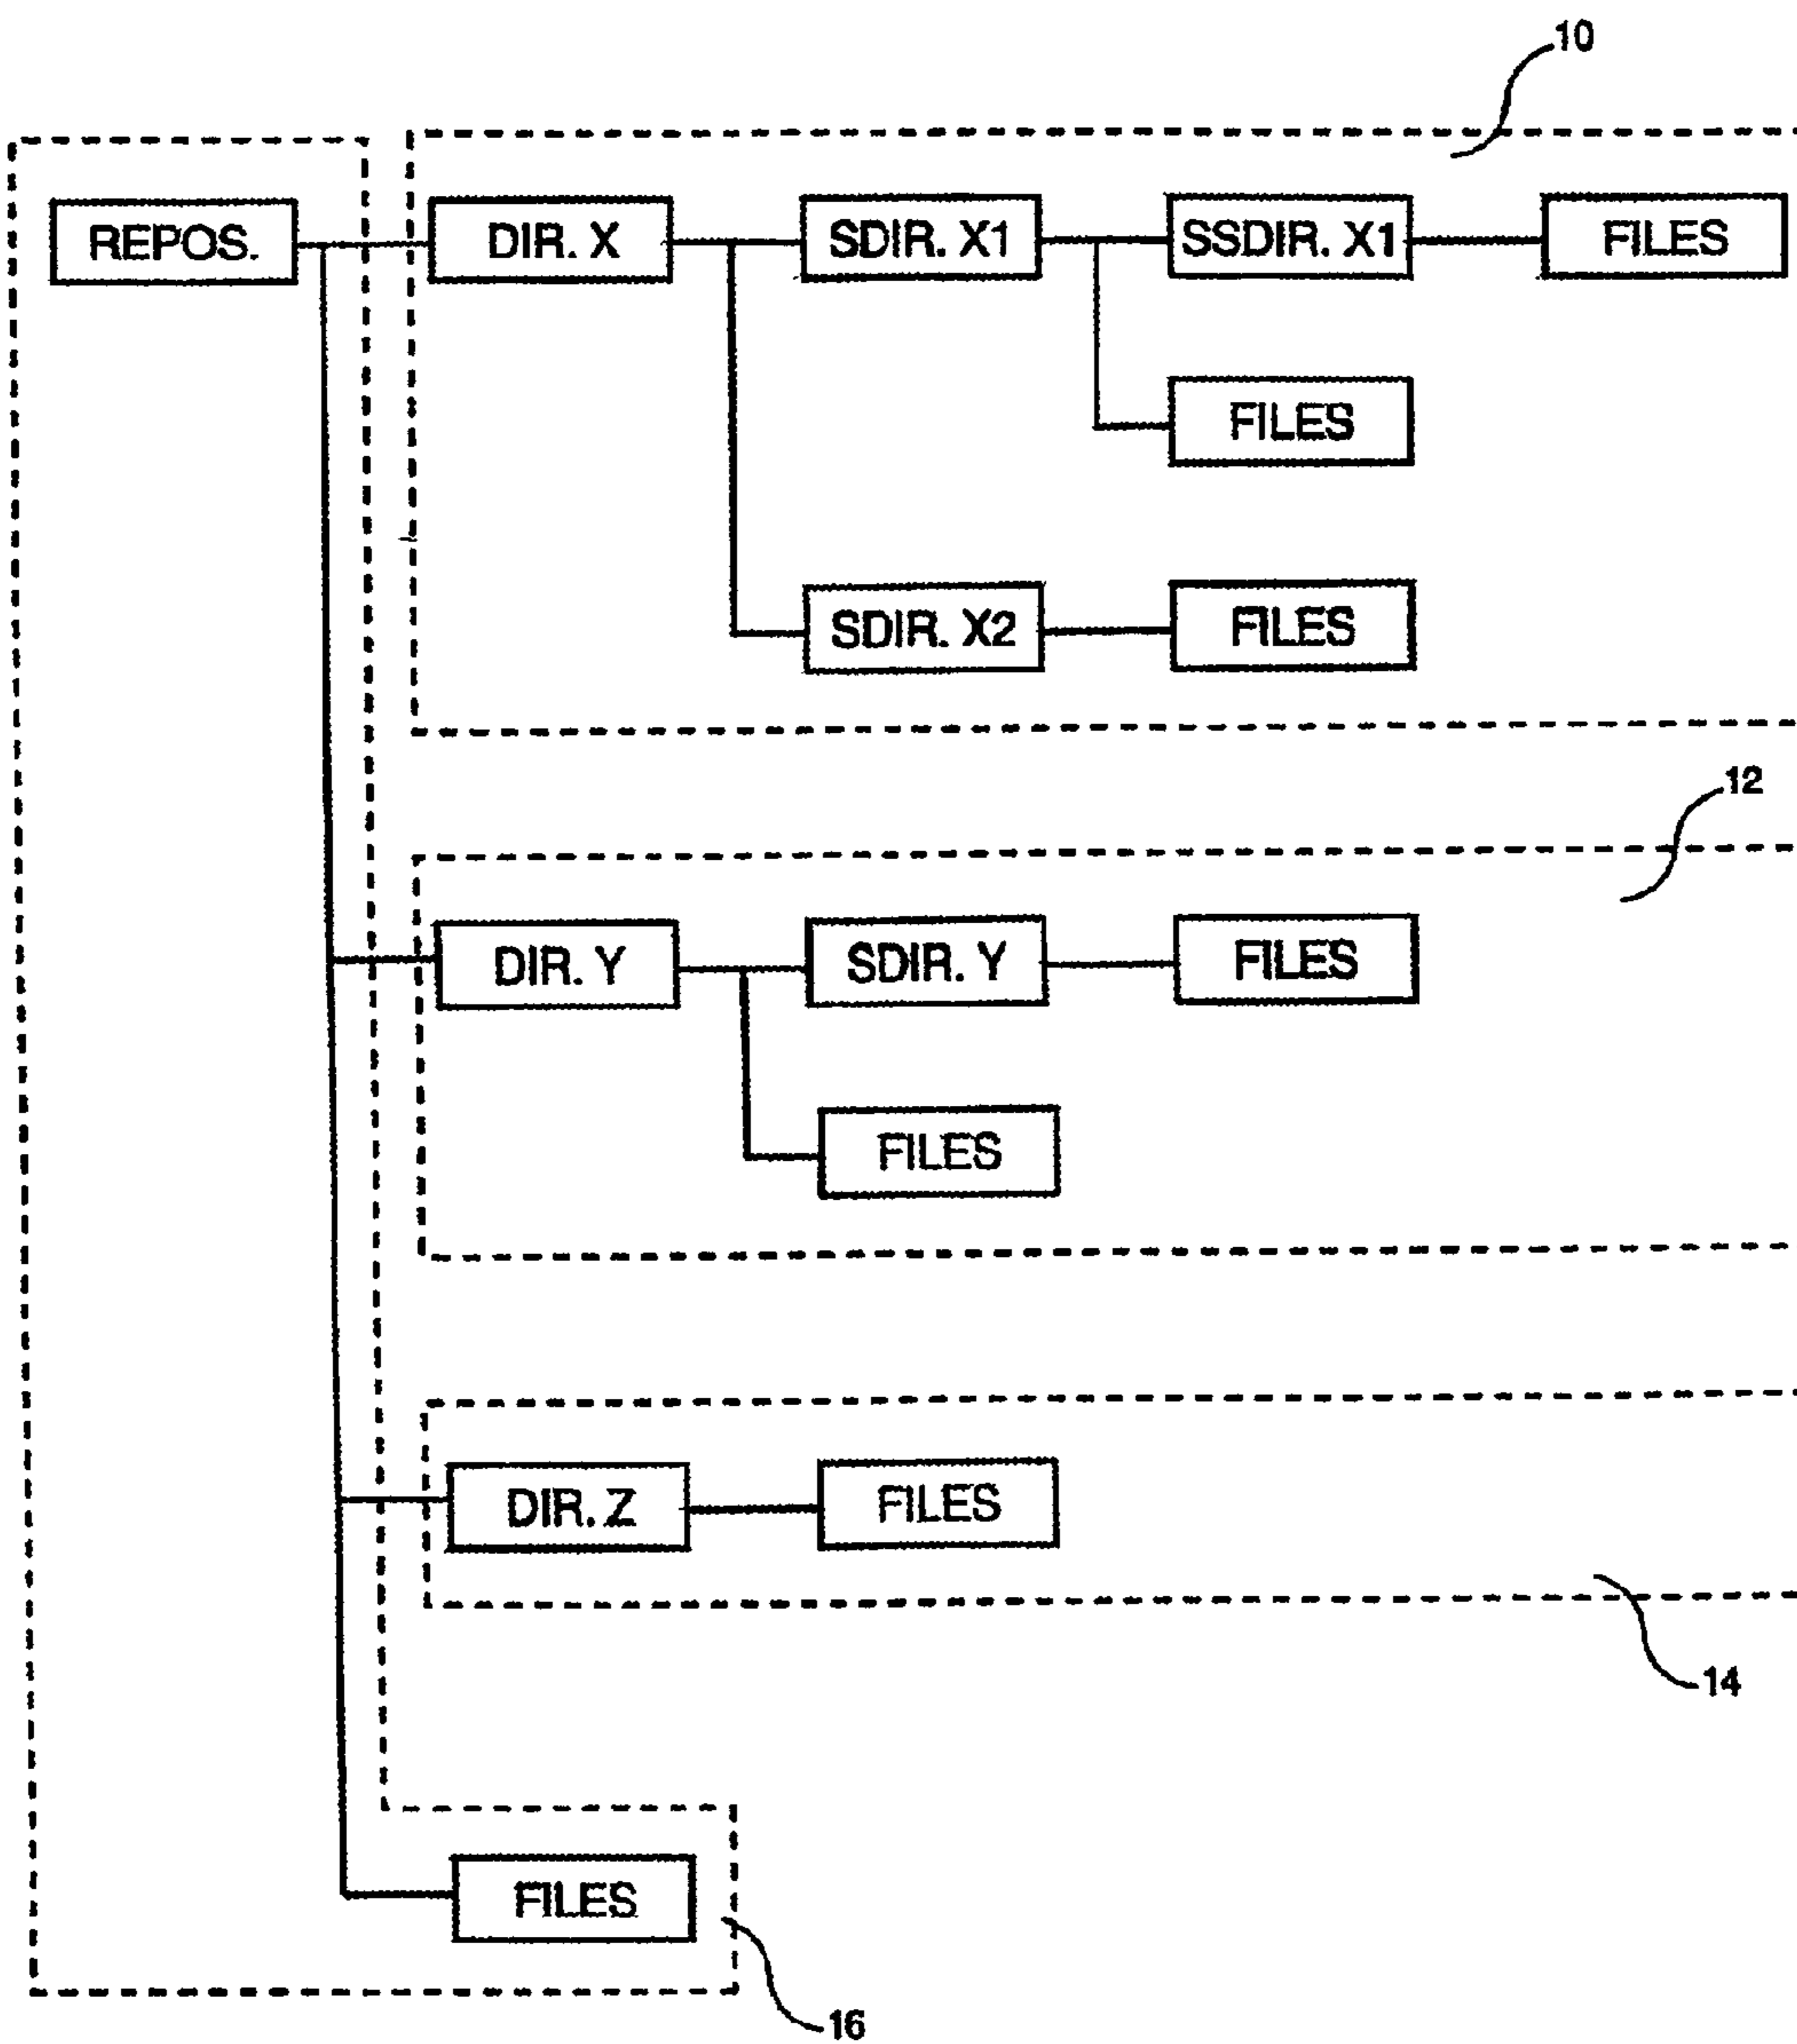 10
REPOS.
DIR. X
SDIR. X1
SSDIR. X1
FILES
FILES
SDIR. X2
FILES
12
DIR. Y
SDIR. Y
FILES
FILES
DIR. Z
FILES
14
FILES
16